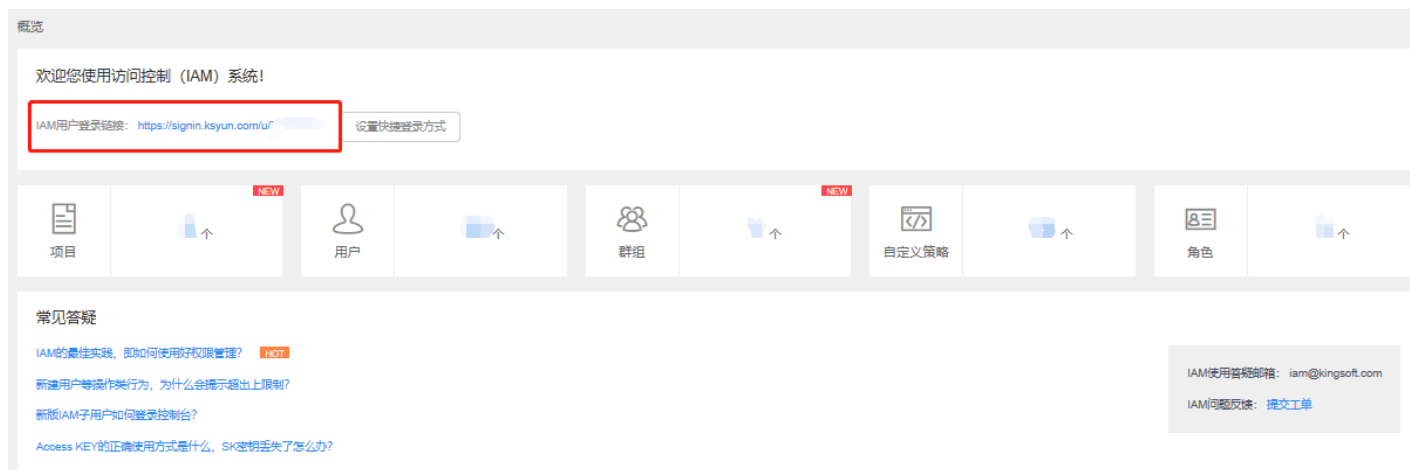 概览
欢迎您使用访问控制（IAM）系统！
IAM用户登录链接： https://signin.ksyun.com/u/ 设置快捷登录方式
NEW NEW
项目 个 用户 个 群组 个 自定义策略 个 角色 个
常见答疑
IAM的最佳实践，即如何使用好权限管理？ HOT
新建用户等操作类行为，为什么会提示超出上限制？
新版IAM子用户如何登录控制台？
Access KEY的正确使用方式是什么，SK密钥丢失了怎么办？
IAM使用答疑邮箱： iam@kingsoft.com
IAM问题反馈： 提交工单